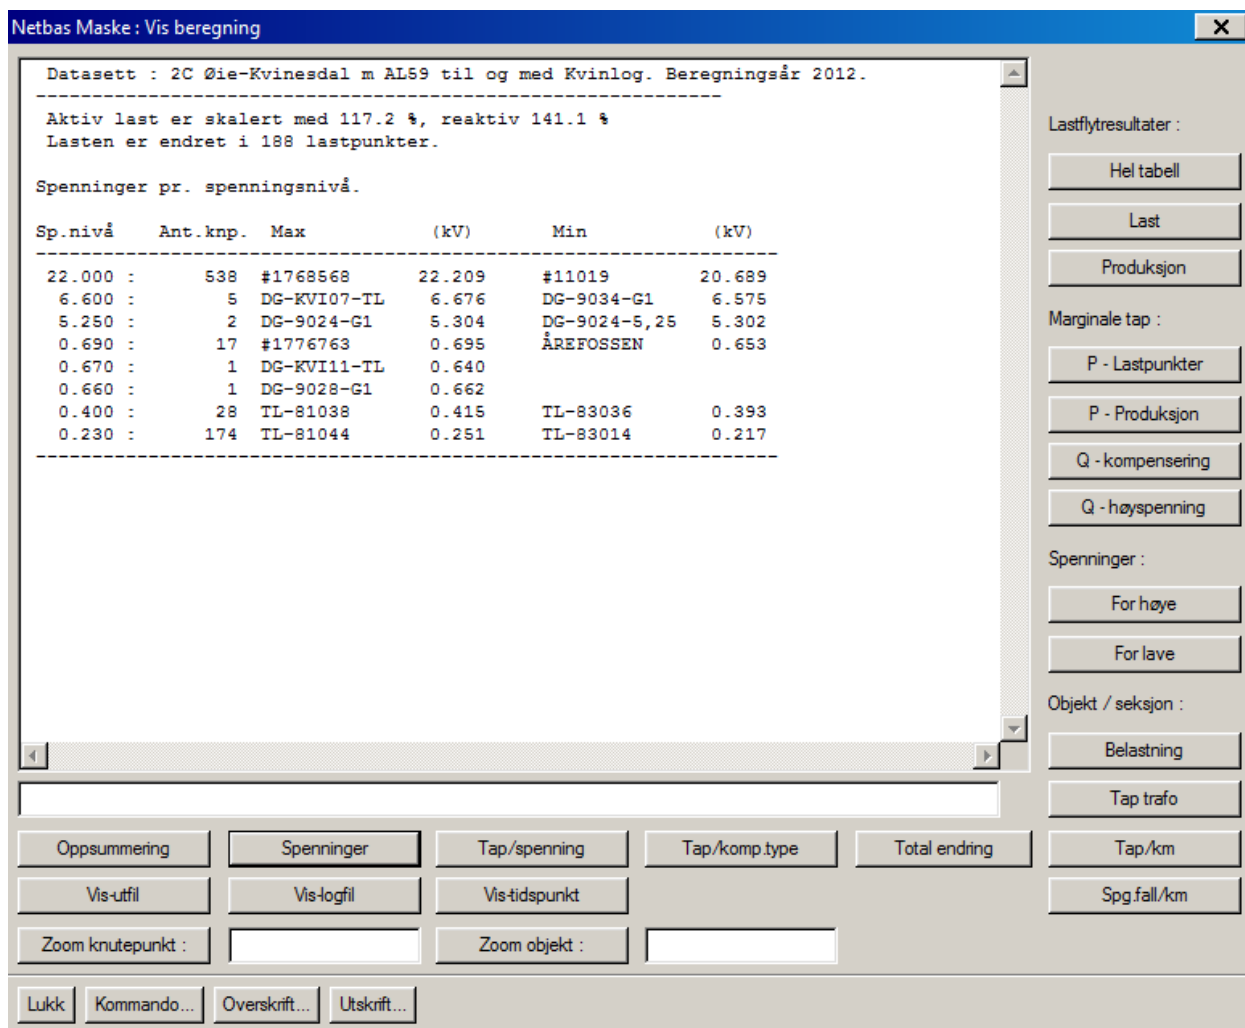 Netbas Maske : Vis beregning
Datasett : 2C Øie-Kvinesdal m AL59 til og med Kvinlog. Beregningsår 2012.
-------------------------------------------------------------
Aktiv last er skalert med 117.2 %, reaktiv 141.1 %
Lasten er endret i 188 lastpunkter.
Spenninger pr. spenningsnivå.
Sp.nivå Ant.knp. Max (kV) Min (kV)
------------------------------------------------------------------
22.000 : 538 #1768568 22.209 #11019 20.689
6.600 : 5 DG-KVI07-TL 6.676 DG-9034-G1 6.575
5.250 : 2 DG-9024-G1 5.304 DG-9024-5,25 5.302
0.690 : 17 #1776763 0.695 ÅREFOSSEN 0.653
0.670 : 1 DG-KVI11-TL 0.640
0.660 : 1 DG-9028-G1 0.662
0.400 : 28 TL-81038 0.415 TL-83036 0.393
0.230 : 174 TL-81044 0.251 TL-83014 0.217
------------------------------------------------------------------
Lastflytresultater :
Hel tabell
Last
Produksjon
Marginale tap :
P - Lastpunkter
P - Produksjon
Q - kompensering
Q - høyspenning
Spenninger :
For høye
For lave
Objekt / seksjon :
Belastning
Tap trafo
Oppsummering Spenninger Tap/spenning Tap/komp.type Total endring Tap/km
Vis-utfil Vis-logfil Vis-tidspunkt Spg.fall/km
Zoom knutepunkt : Zoom objekt :
Lukk Kommando... Overskrift... Utskrift...